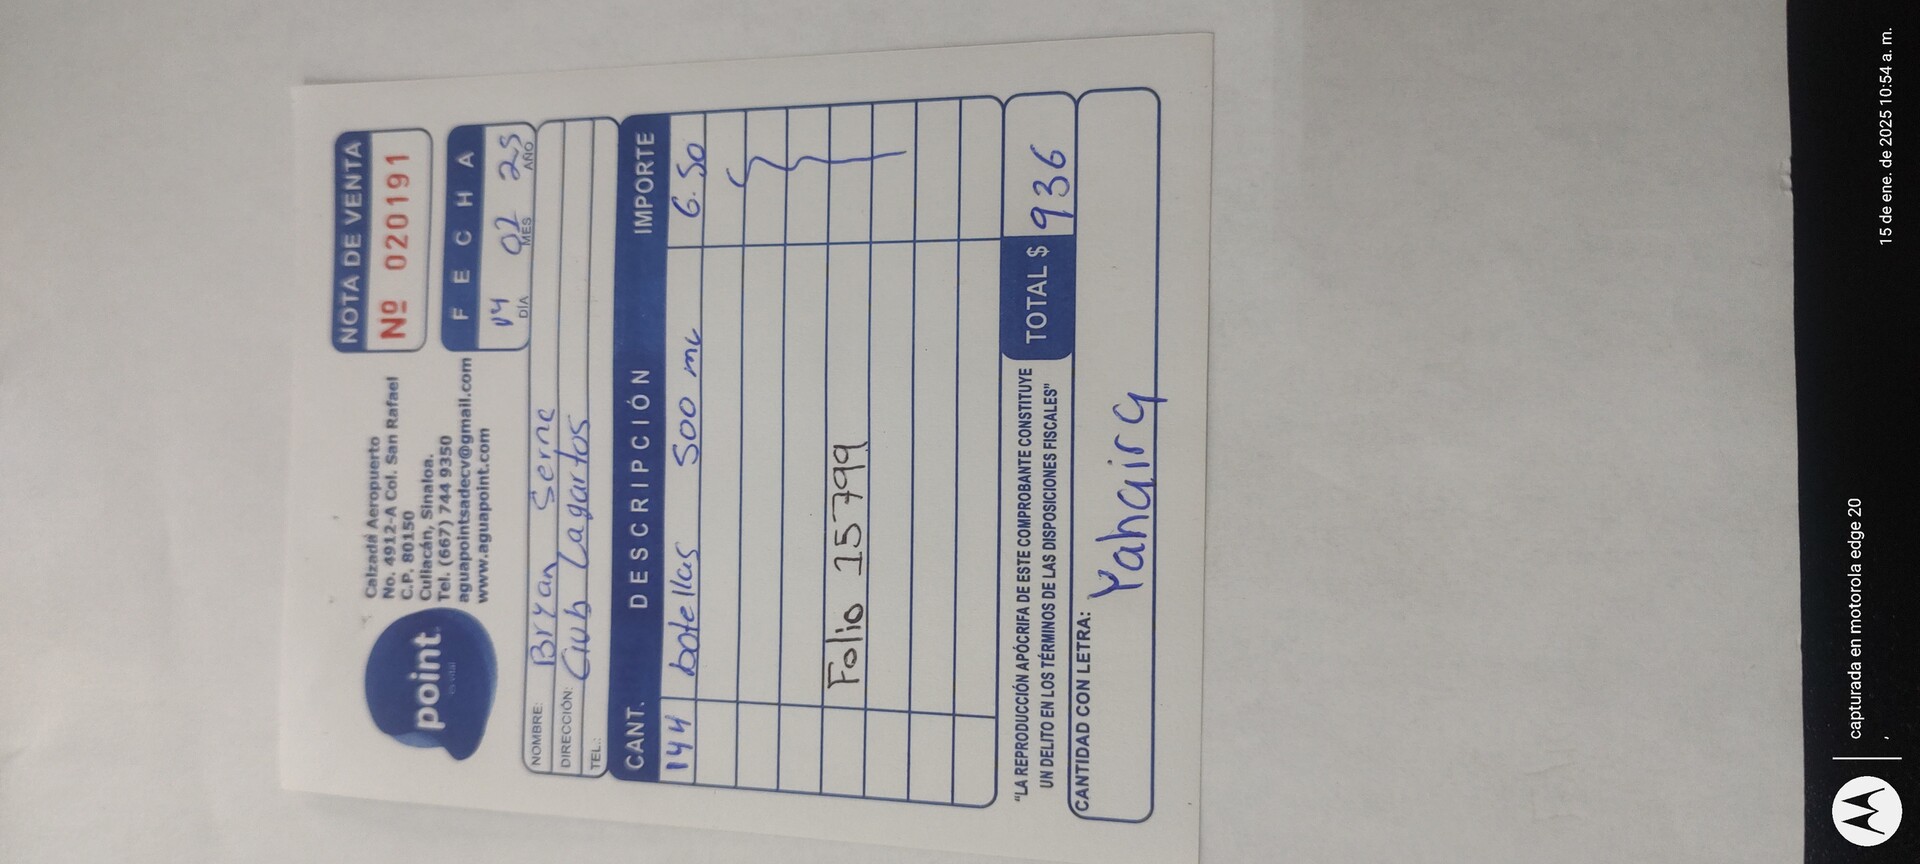 point
es vital
Calzada Aeropuerto
No. 4912-A Col. San Rafael
C.P. 80150
Culiacán, Sinaloa.
Tel. (667) 744 9350
aguapointsadecv@gmail.com
www.aguapoint.com
NOTA DE VENTA
Nº 020191
FECHA
14 02 25
DÍA MES AÑO
NOMBRE: Bryan Serna
DIRECCIÓN: Club Lagartos
TEL.:
CANT. DESCRIPCIÓN IMPORTE
144 botellas 500 ml 6.50
Folio 15799
"LA REPRODUCCIÓN APÓCRIFA DE ESTE COMPROBANTE CONSTITUYE
UN DELITO EN LOS TÉRMINOS DE LAS DISPOSICIONES FISCALES"
TOTAL $ 936
CANTIDAD CON LETRA:
Yahaira
capturada en motorola edge 20
15 de ene. de 2025 10:54 a. m.